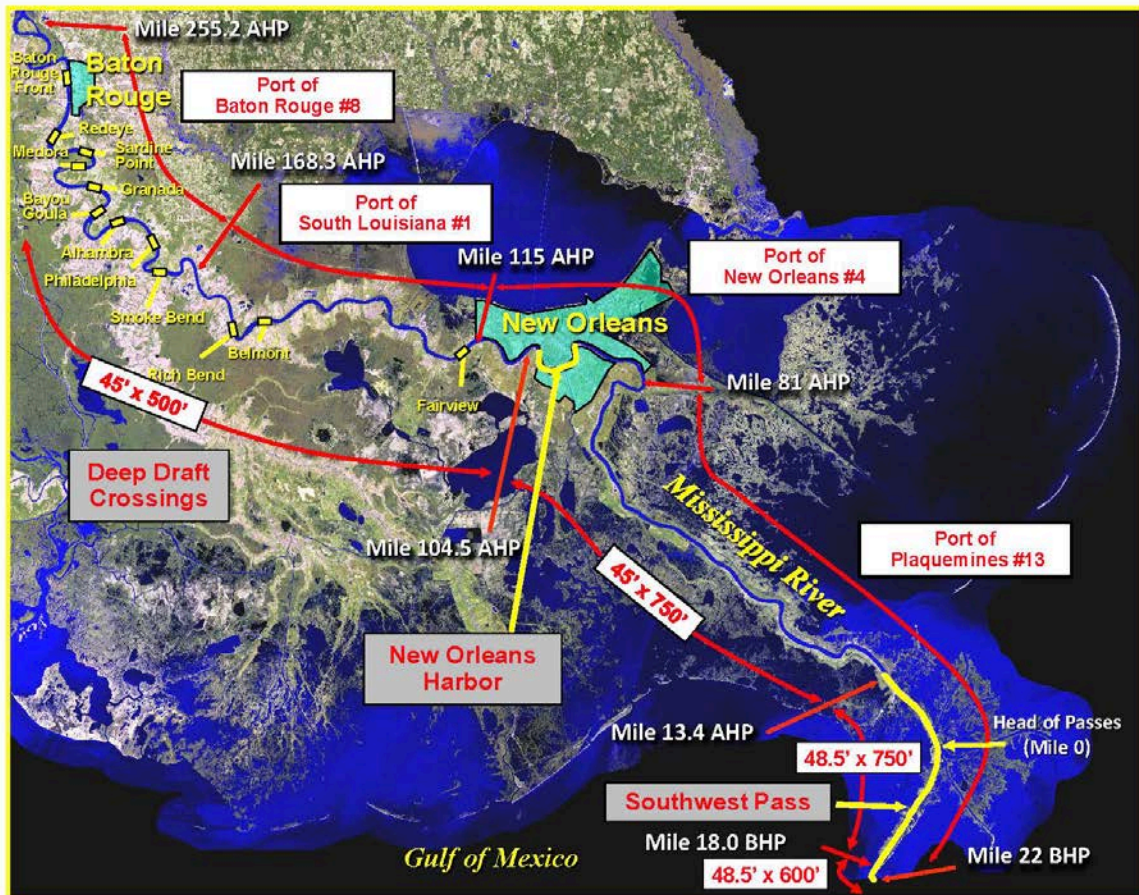 Mile 255.2 AHP
Baton
Rouge
Front
Baton
Rouge
Port of
Baton Rouge #8
Redeye
Medora
Sardine
Point
Mile 168.3 AHP
Granada
Bayou
Goula
Port of
South Louisiana #1
Alhambra
Mile 115 AHP
Port of
New Orleans #4
Philadelphia
Smoke Bend
New Orleans
Belmont
Rich Bend
Fairview
Mile 81 AHP
45' x 500'
Deep Draft
Crossings
Mississippi River
Mile 104.5 AHP
Port of
Plaquemines #13
45' x 750'
New Orleans
Harbor
Mile 13.4 AHP
Head of Passes
(Mile 0)
48.5' x 750'
Southwest Pass
Mile 18.0 BHP
Gulf of Mexico
48.5' x 600'
Mile 22 BHP